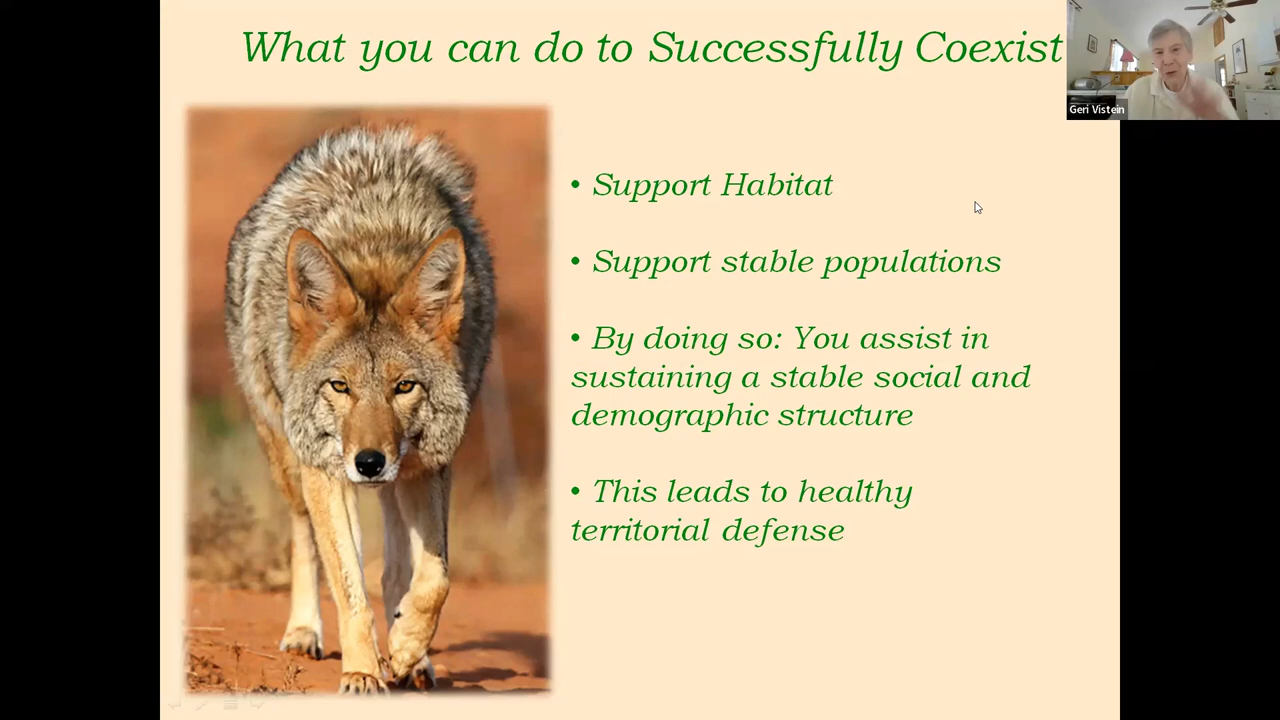 What you can do to Successfully Coexist
Geri Vistein
• Support Habitat
• Support stable populations
• By doing so: You assist in
sustaining a stable social and
demographic structure
• This leads to healthy
territorial defense